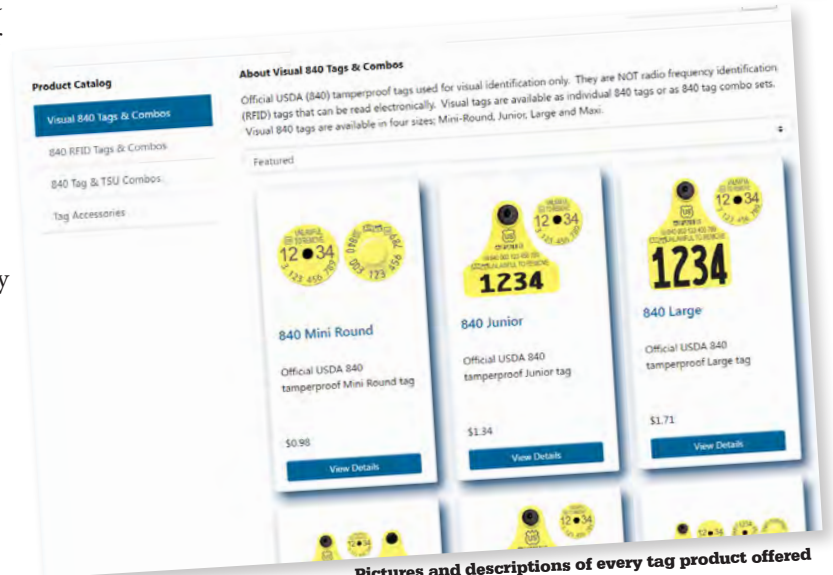 Product Catalog
Visual 840 Tags & Combos
840 RFID Tags & Combos
840 Tag & TSU Combos
Tag Accessories
About Visual 840 Tags & Combos
Official USDA (840) tamperproof tags used for visual identification only. They are NOT radio frequency identification
(RFID) tags that can be read electronically. Visual tags are available as individual 840 tags or as 840 tag combo sets.
Visual 840 tags are available in four sizes; Mini-Round, Junior, Large and Maxi.
Featured
12 34
840 Mini Round
Official USDA 840
tamperproof Mini Round tag
$0.98
View Details
12 34
US
1234
840 Junior
Official USDA 840
tamperproof Junior tag
$1.34
View Details
12 34
US
1234
840 Large
Official USDA 840
tamperproof Large tag
$1.71
View Details
12 34
12 34
12 34
y
Pictures and descriptions of every tag product offered